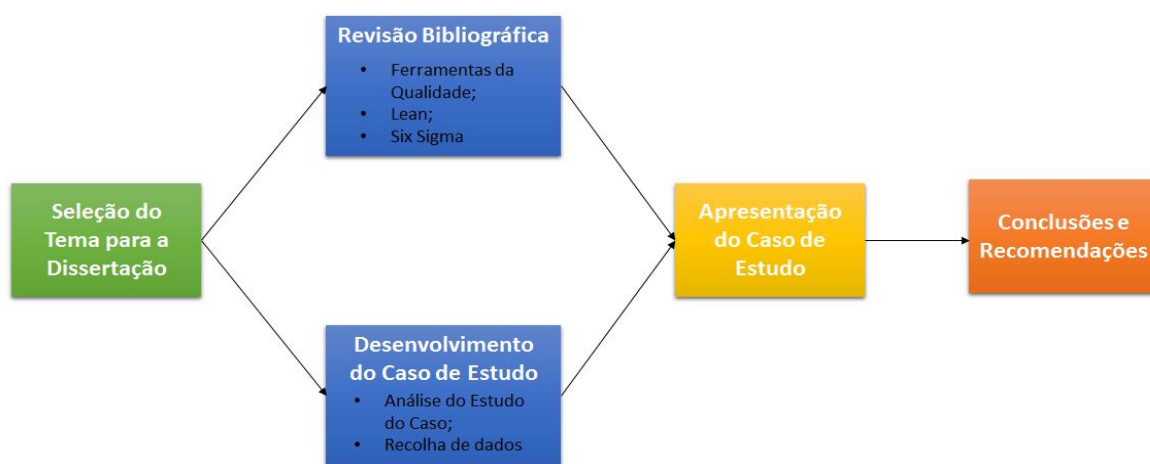 Seleção do
Tema para a
Dissertação
Revisão Bibliográfica
• Ferramentas da
Qualidade;
• Lean;
• Six Sigma
Desenvolvimento
do Caso de Estudo
• Análise do Estudo
do Caso;
• Recolha de dados
Apresentação
do Caso de
Estudo
Conclusões e
Recomendações